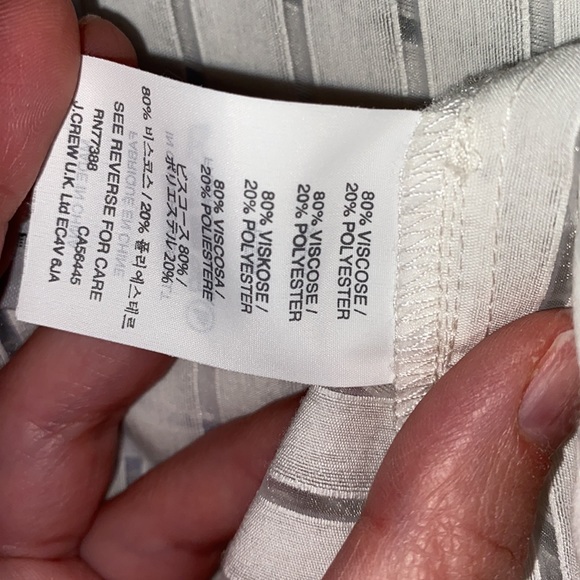 80% VISCOSE /
20% POLYESTER
80% VISCOSE /
20% POLYESTER
80% VISKOSE /
20% POLYESTER
80% VISCOSA /
20% POLIESTERE
ビスコース 80% /
ポリエステル 20%
80% 비스코스 / 20% 폴리에스테르
SEE REVERSE FOR CARE
RN77388 CA56445
J.CREW U.K. Ltd EC4V 6JA